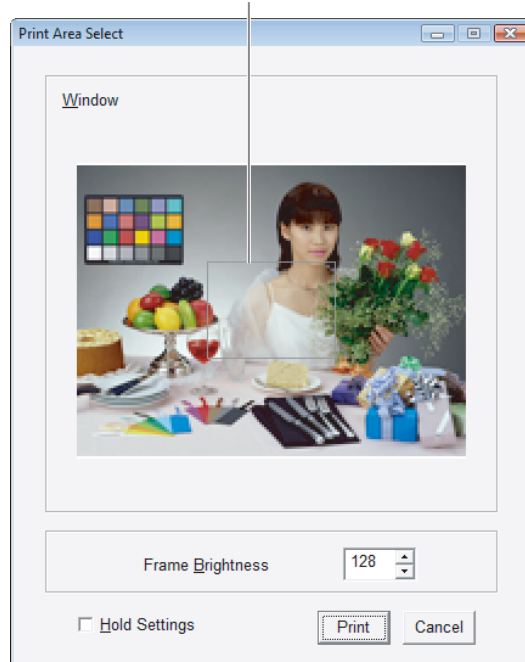 Print Area Select
Window
Frame Brightness
128
Hold Settings
Print
Cancel